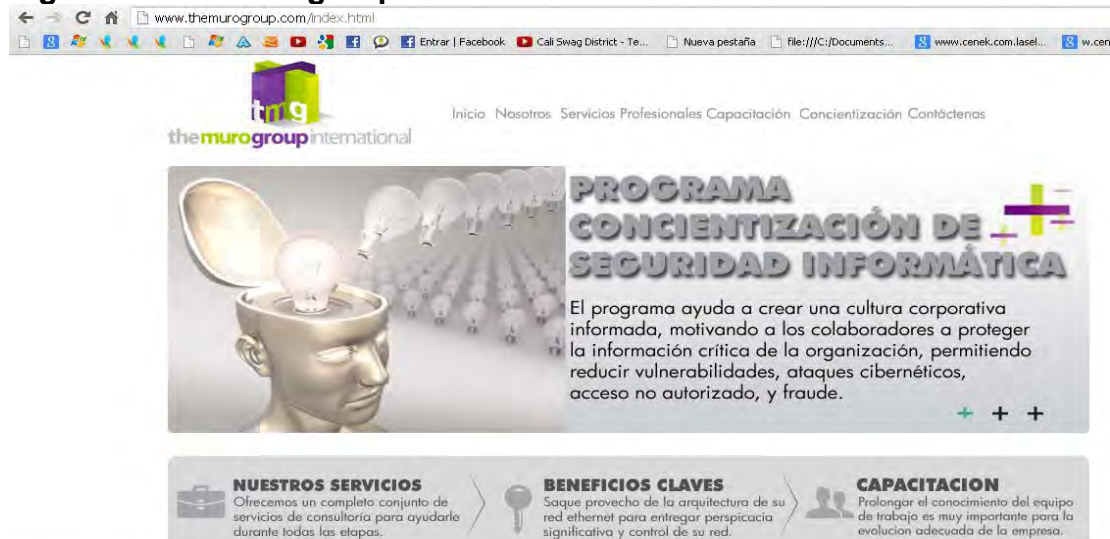 www.themurogroup.com/index.html
Entrar | Facebook Cali Swag District - Te... Nueva pestaña file:///C:/Documents... www.cenek.com.lasel... w.cen
tmg
themurogroup international
Inicio Nosotros Servicios Profesionales Capacitación Concientización Contáctenos
PROGRAMA
CONCIENTIZACIÓN DE
SEGURIDAD INFORMÁTICA
El programa ayuda a crear una cultura corporativa
informada, motivando a los colaboradores a proteger
la información crítica de la organización, permitiendo
reducir vulnerabilidades, ataques cibernéticos,
acceso no autorizado, y fraude.
NUESTROS SERVICIOS
Ofrecemos un completo conjunto de
servicios de consultoría para ayudarle
durante todas las etapas.
BENEFICIOS CLAVES
Saque provecho de la arquitectura de su
red ethernet para entregar perspicacia
significativa y control de su red.
CAPACITACION
Prolongar el conocimiento del equipo
de trabajo es muy importante para la
evolucion adecuada de la empresa.